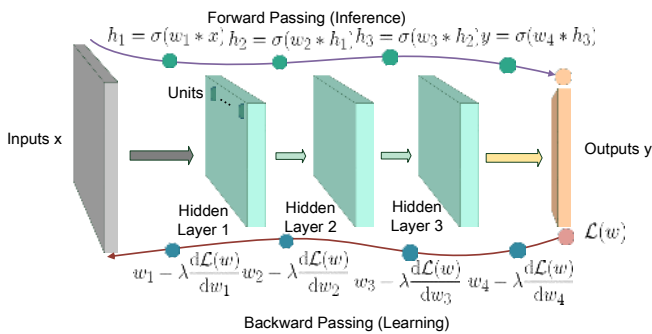 Forward Passing (Inference)
h₁ = σ(w₁ * x) h₂ = σ(w₂ * h₁) h₃ = σ(w₃ * h₂) y = σ(w₄ * h₃)
Units
...
Inputs x
Outputs y
Hidden Layer 1
Hidden Layer 2
Hidden Layer 3
ℒ(w)
w₁ − λ dℒ(w)/dw₁ w₂ − λ dℒ(w)/dw₂ w₃ − λ dℒ(w)/dw₃ w₄ − λ dℒ(w)/dw₄
Backward Passing (Learning)